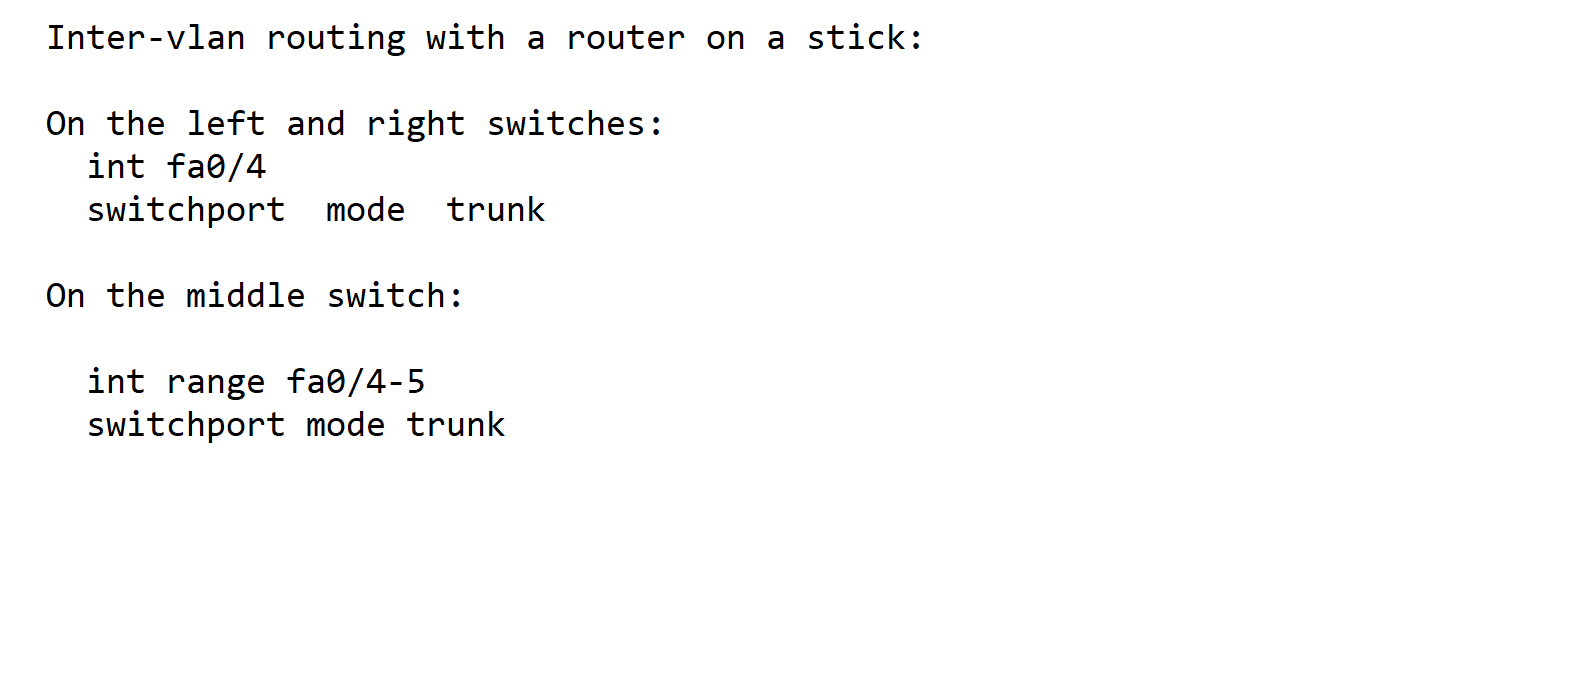 Inter-vlan routing with a router on a stick:
On the left and right switches:
int fa0/4
switchport  mode  trunk
On the middle switch:
int range fa0/4-5
switchport mode trunk